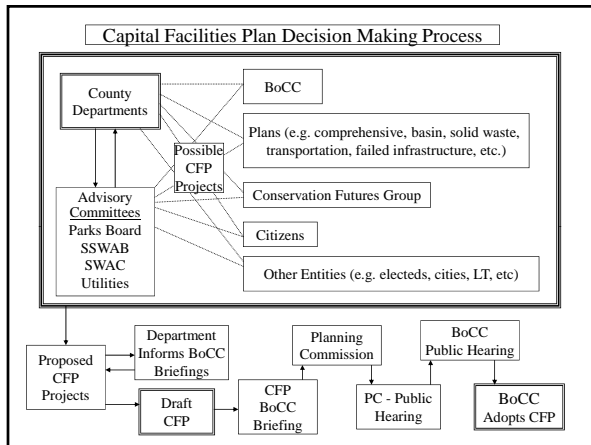 Capital Facilities Plan Decision Making Process
County
Departments
BoCC
Plans (e.g. comprehensive, basin, solid waste,
transportation, failed infrastructure, etc.)
Possible
CFP
Projects
Conservation Futures Group
Advisory
Committees
Parks Board
SSWAB
SWAC
Utilities
Citizens
Other Entities (e.g. electeds, cities, LT, etc)
Proposed
CFP
Projects
Department
Informs BoCC
Briefings
Draft
CFP
CFP
BoCC
Briefing
Planning
Commission
PC - Public
Hearing
BoCC
Public Hearing
BoCC
Adopts CFP